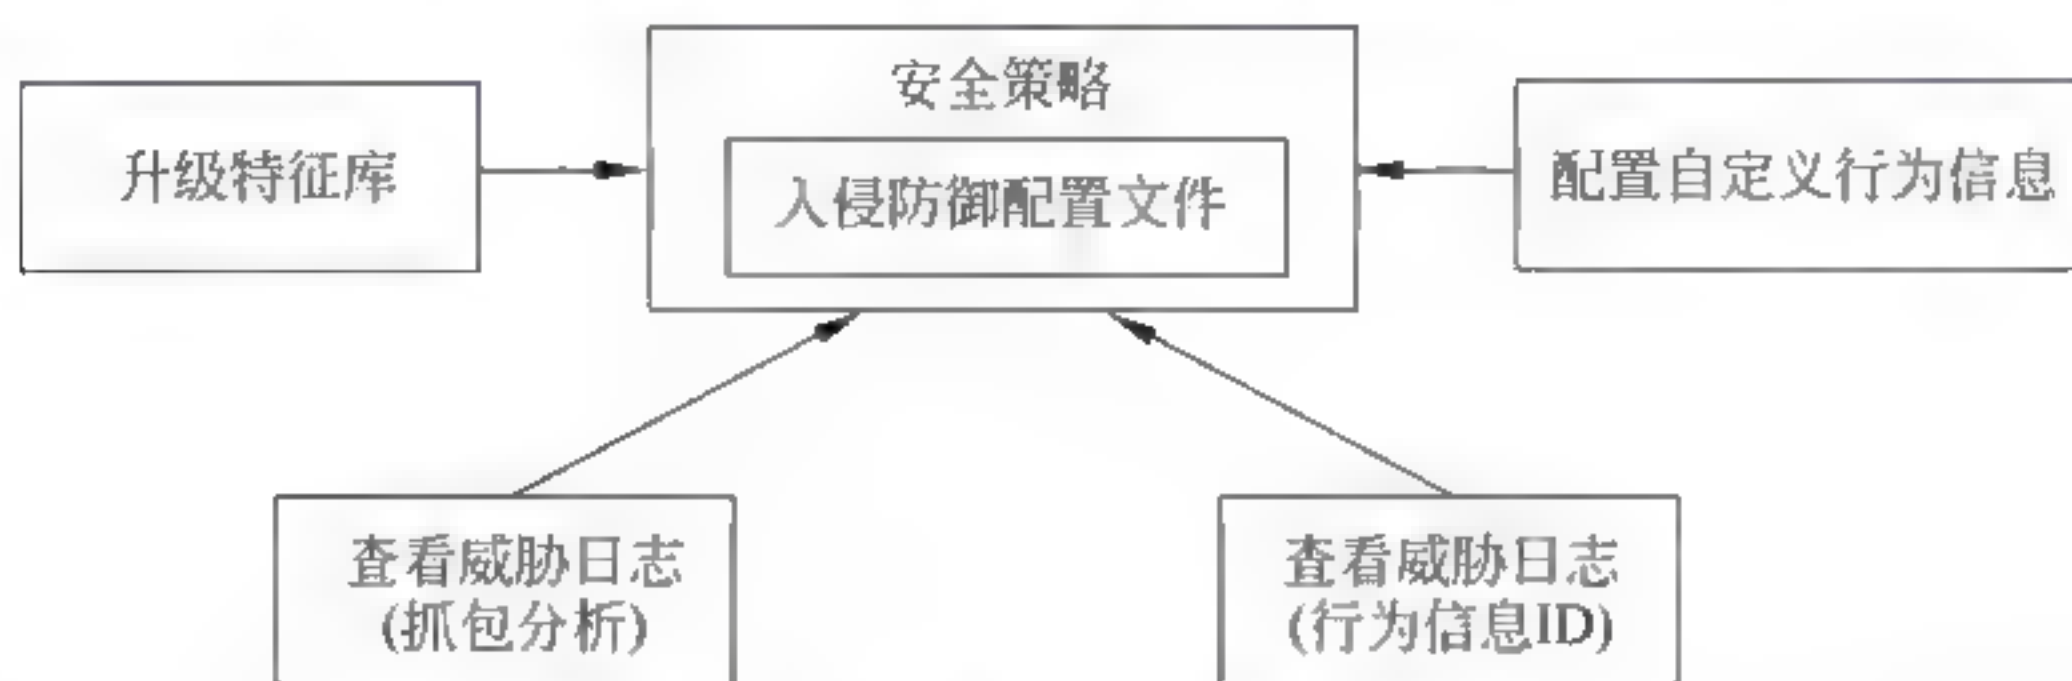 安全策略
升级特征库
入侵防御配置文件
配置自定义行为信息
查看威胁日志
(抓包分析)
查看威胁日志
(行为信息ID)